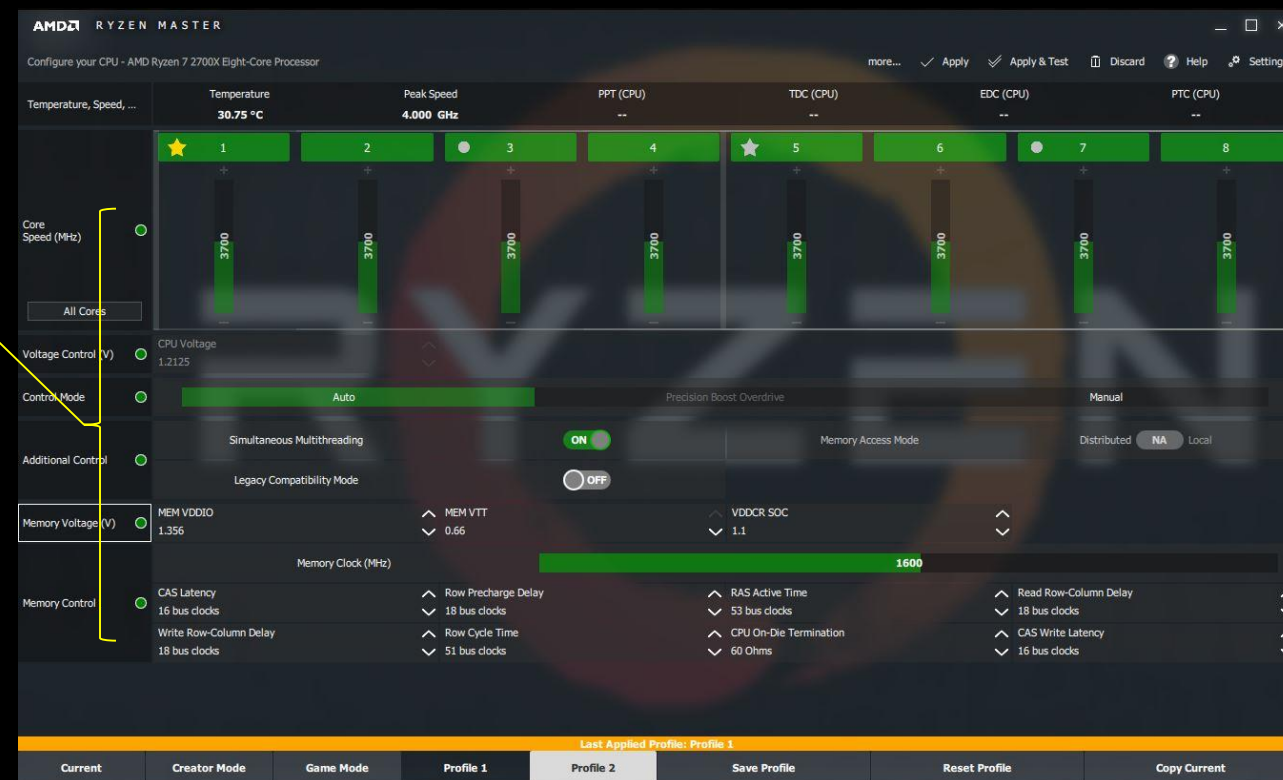 AMD RYZEN MASTER
Configure your CPU - AMD Ryzen 7 2700X Eight-Core Processor
more... Apply Apply & Test Discard Help Setting
Temperature, Speed, ... Temperature Peak Speed PPT (CPU) TDC (CPU) EDC (CPU) PTC (CPU)
30.75 °C 4.000 GHz -- -- -- --
1 2 3 4 5 6 7 8
Core
Speed (MHz)
3700 3700 3700 3700 3700 3700 3700 3700
All Cores
RYZEN
Voltage Control (V) CPU Voltage
1.2125
Control Mode Auto Precision Boost Overdrive Manual
Additional Control
Simultaneous Multithreading ON Memory Access Mode Distributed NA Local
Legacy Compatibility Mode OFF
Memory Voltage (V)
MEM VDDIO MEM VTT VDDCR SOC
1.356 0.66 1.1
Memory Control
Memory Clock (MHz) 1600
CAS Latency Row Precharge Delay RAS Active Time Read Row-Column Delay
16 bus clocks 18 bus clocks 53 bus clocks 18 bus clocks
Write Row-Column Delay Row Cycle Time CPU On-Die Termination CAS Write Latency
18 bus clocks 51 bus clocks 60 Ohms 16 bus clocks
Last Applied Profile: Profile 1
Current Creator Mode Game Mode Profile 1 Profile 2 Save Profile Reset Profile Copy Current